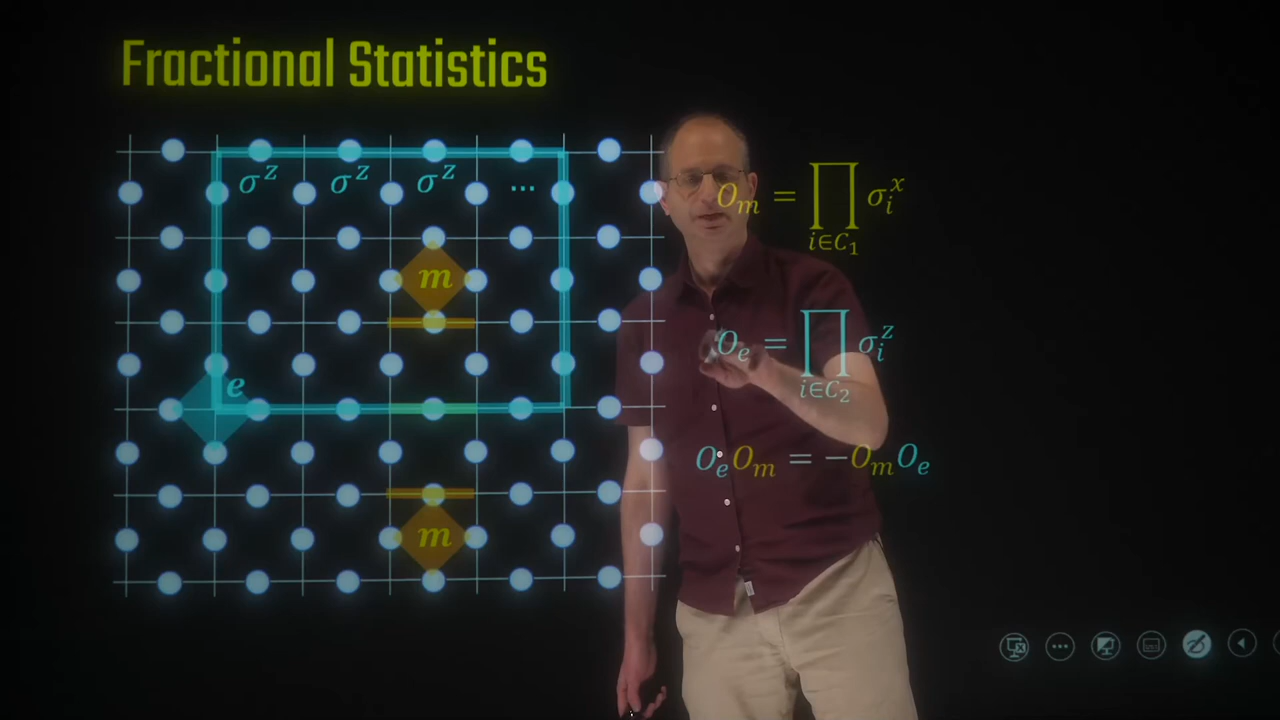 Fractional Statistics
σ^z σ^z σ^z ...
m
e
m
O_m = ∏_{i∈C_1} σ_i^x
O_e = ∏_{i∈C_2} σ_i^z
O_e O_m = −O_m O_e